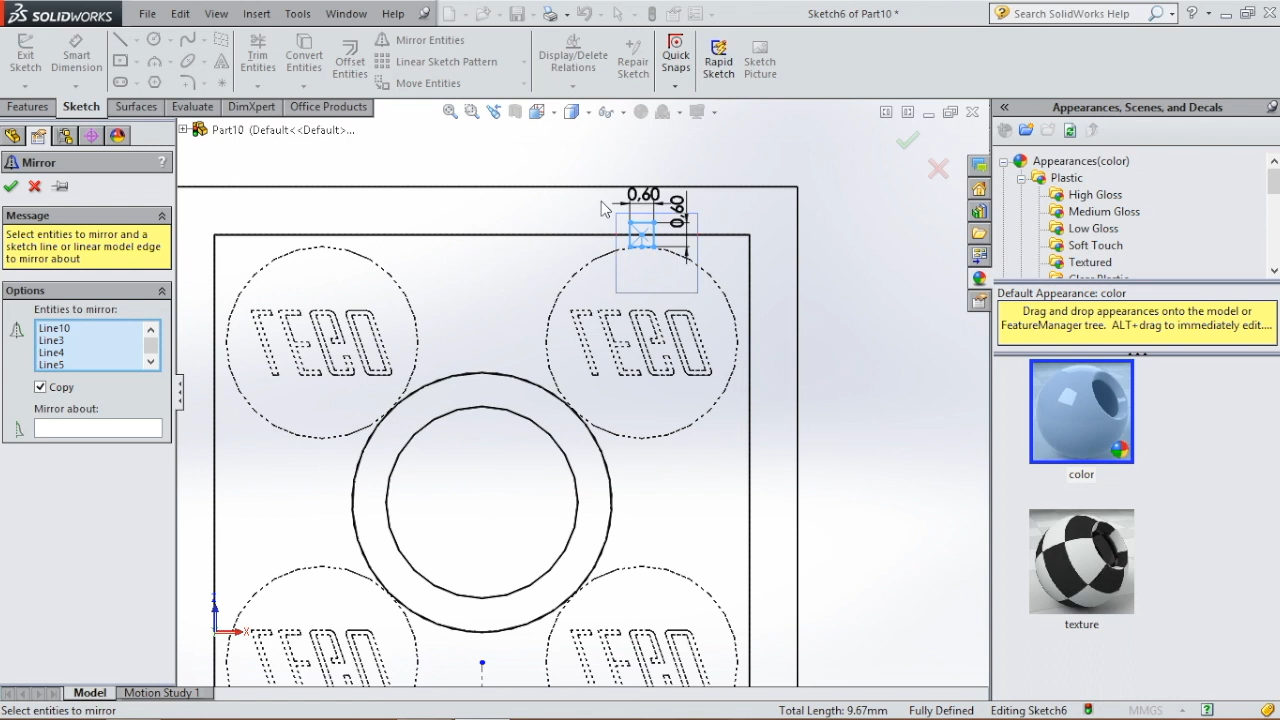 SOLIDWORKS
File Edit View Insert Tools Window Help
Sketch6 of Part10 *
Search SolidWorks Help
Exit Sketch
Smart Dimension
Trim Entities
Convert Entities
Offset Entities
Mirror Entities
Linear Sketch Pattern
Move Entities
Display/Delete Relations
Repair Sketch
Quick Snaps
Rapid Sketch
Sketch Picture
Features Sketch Surfaces Evaluate DimXpert Office Products
Part10 (Default<<Default>...
Mirror ?
Message
Select entities to mirror and a
sketch line or linear model edge
to mirror about
Options
Entities to mirror:
Line10
Line3
Line4
Line5
Copy
Mirror about:
0,60
0,60
Z
X
Appearances, Scenes, and Decals
Appearances(color)
Plastic
High Gloss
Medium Gloss
Low Gloss
Soft Touch
Textured
Default Appearance: color
Drag and drop appearances onto the model or
FeatureManager tree. ALT+drag to immediately edit....
color
texture
Model Motion Study 1
Select entities to mirror
Total Length: 9.67mm Fully Defined Editing Sketch6 MMGS